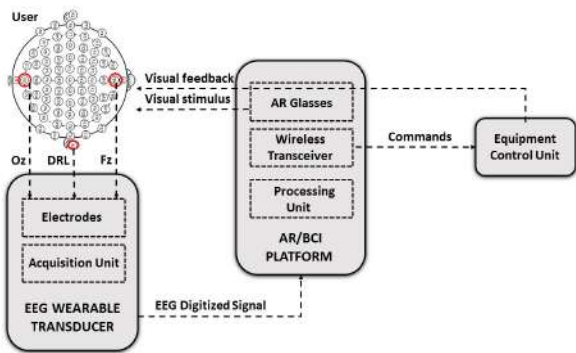 User
Visual feedback
Visual stimulus
AR Glasses
Wireless
Transceiver
Processing
Unit
AR/BCI
PLATFORM
Commands
Equipment
Control Unit
Oz
DRL
Fz
Electrodes
Acquisition Unit
EEG WEARABLE
TRANSDUCER
EEG Digitized Signal